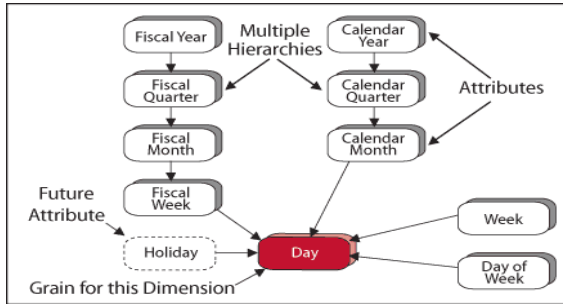 Fiscal Year
Multiple
Hierarchies
Calendar
Year
Fiscal
Quarter
Calendar
Quarter
Attributes
Fiscal
Month
Calendar
Month
Future
Attribute
Fiscal
Week
Week
Holiday
Day
Day of
Week
Grain for this Dimension